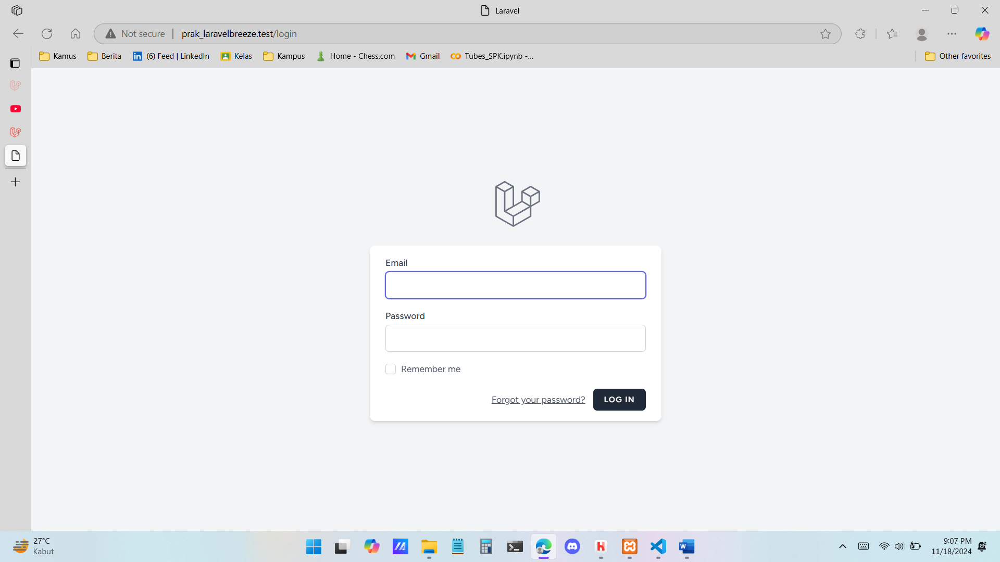 Laravel
Not secure
prak_laravelbreeze.test/login
Kamus
Berita
(6) Feed | LinkedIn
Kelas
Kampus
Home - Chess.com
Gmail
Tubes_SPK.ipynb -...
Other favorites
Email
Password
Remember me
Forgot your password?
LOG IN
27°C
Kabut
9:07 PM
11/18/2024